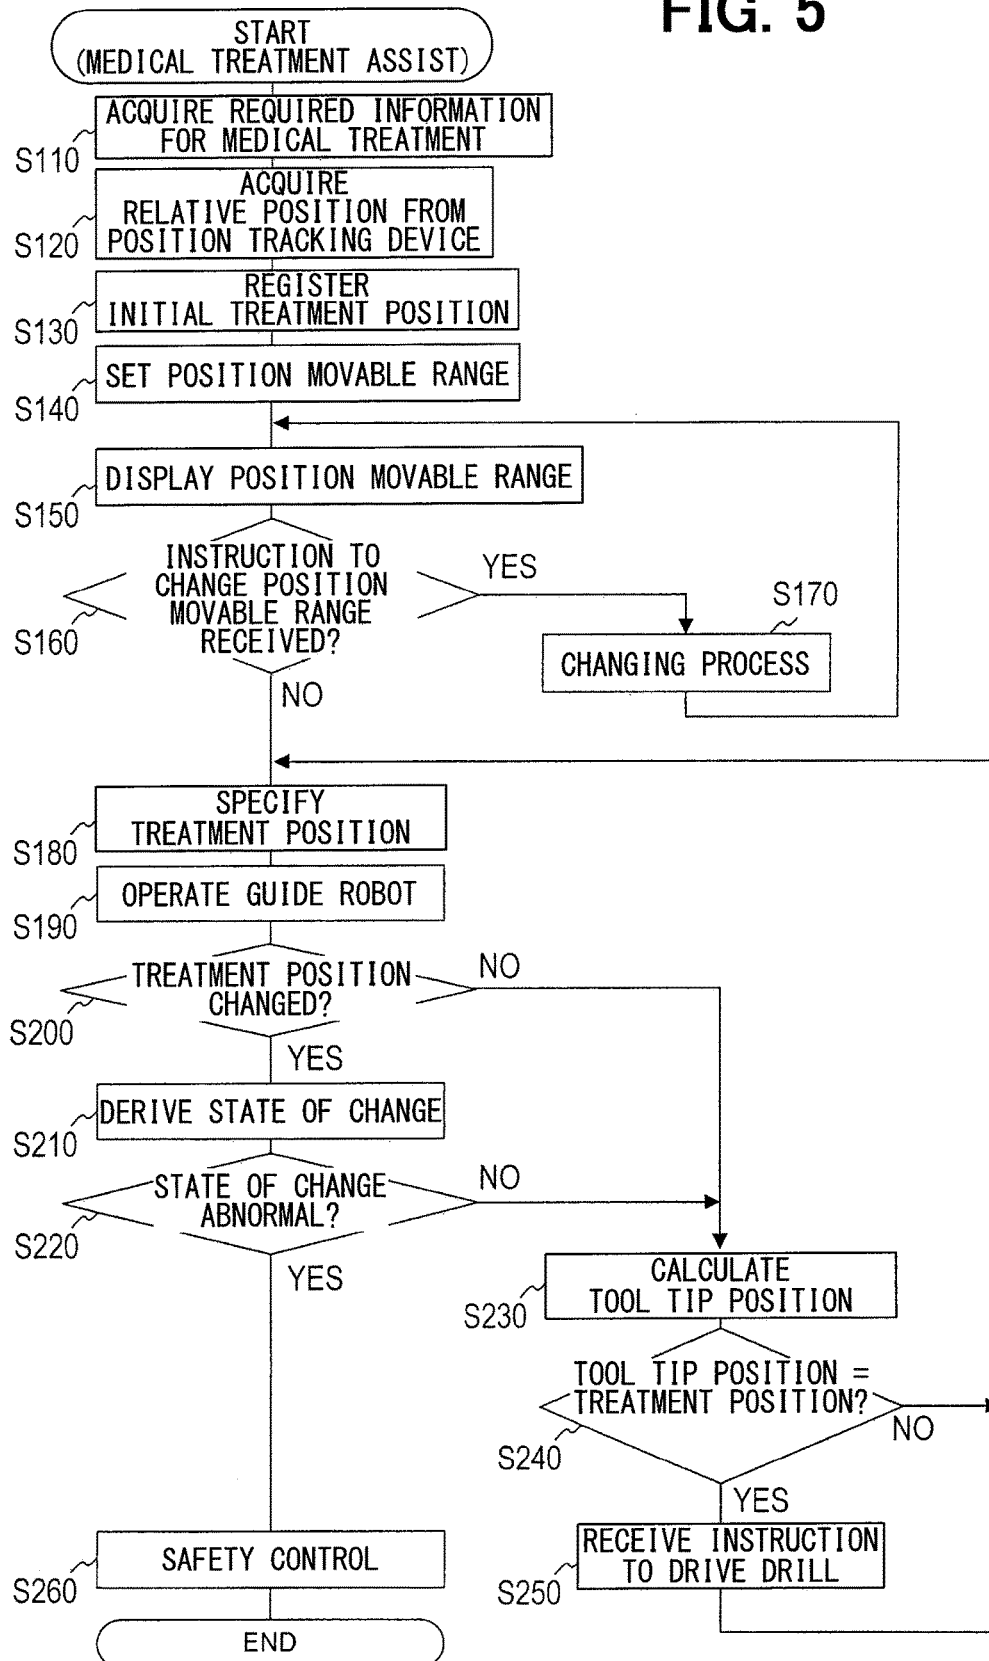 FIG. 5
START
(MEDICAL TREATMENT ASSIST)
ACQUIRE REQUIRED INFORMATION
FOR MEDICAL TREATMENT
S110
ACQUIRE
RELATIVE POSITION FROM
POSITION TRACKING DEVICE
S120
REGISTER
INITIAL TREATMENT POSITION
S130
SET POSITION MOVABLE RANGE
S140
DISPLAY POSITION MOVABLE RANGE
S150
INSTRUCTION TO
CHANGE POSITION
MOVABLE RANGE
RECEIVED?
S160
YES
S170
CHANGING PROCESS
NO
SPECIFY
TREATMENT POSITION
S180
OPERATE GUIDE ROBOT
S190
TREATMENT POSITION
CHANGED?
S200
NO
YES
DERIVE STATE OF CHANGE
S210
STATE OF CHANGE
ABNORMAL?
S220
NO
YES
CALCULATE
TOOL TIP POSITION
S230
TOOL TIP POSITION =
TREATMENT POSITION?
S240
NO
YES
RECEIVE INSTRUCTION
TO DRIVE DRILL
S250
SAFETY CONTROL
S260
END